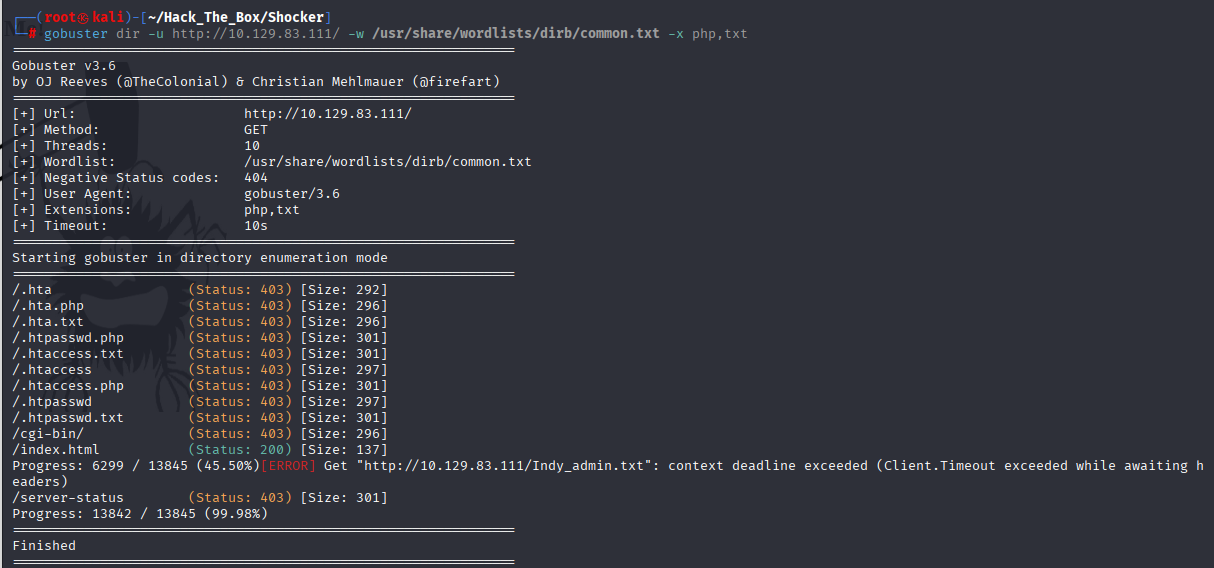 (root㉿kali)-[~/Hack_The_Box/Shocker]
# gobuster dir -u http://10.129.83.111/ -w /usr/share/wordlists/dirb/common.txt -x php,txt
===============================================================
Gobuster v3.6
by OJ Reeves (@TheColonial) & Christian Mehlmauer (@firefart)
===============================================================
[+] Url:                     http://10.129.83.111/
[+] Method:                  GET
[+] Threads:                 10
[+] Wordlist:                /usr/share/wordlists/dirb/common.txt
[+] Negative Status codes:   404
[+] User Agent:              gobuster/3.6
[+] Extensions:              php,txt
[+] Timeout:                 10s
===============================================================
Starting gobuster in directory enumeration mode
===============================================================
/.hta                 (Status: 403) [Size: 292]
/.hta.php             (Status: 403) [Size: 296]
/.hta.txt             (Status: 403) [Size: 296]
/.htpasswd.php        (Status: 403) [Size: 301]
/.htaccess.txt        (Status: 403) [Size: 301]
/.htaccess            (Status: 403) [Size: 297]
/.htaccess.php        (Status: 403) [Size: 301]
/.htpasswd            (Status: 403) [Size: 297]
/.htpasswd.txt        (Status: 403) [Size: 301]
/cgi-bin/             (Status: 403) [Size: 296]
/index.html           (Status: 200) [Size: 137]
Progress: 6299 / 13845 (45.50%)[ERROR] Get "http://10.129.83.111/Indy_admin.txt": context deadline exceeded (Client.Timeout exceeded while awaiting h
eaders)
/server-status        (Status: 403) [Size: 301]
Progress: 13842 / 13845 (99.98%)
===============================================================
Finished
===============================================================